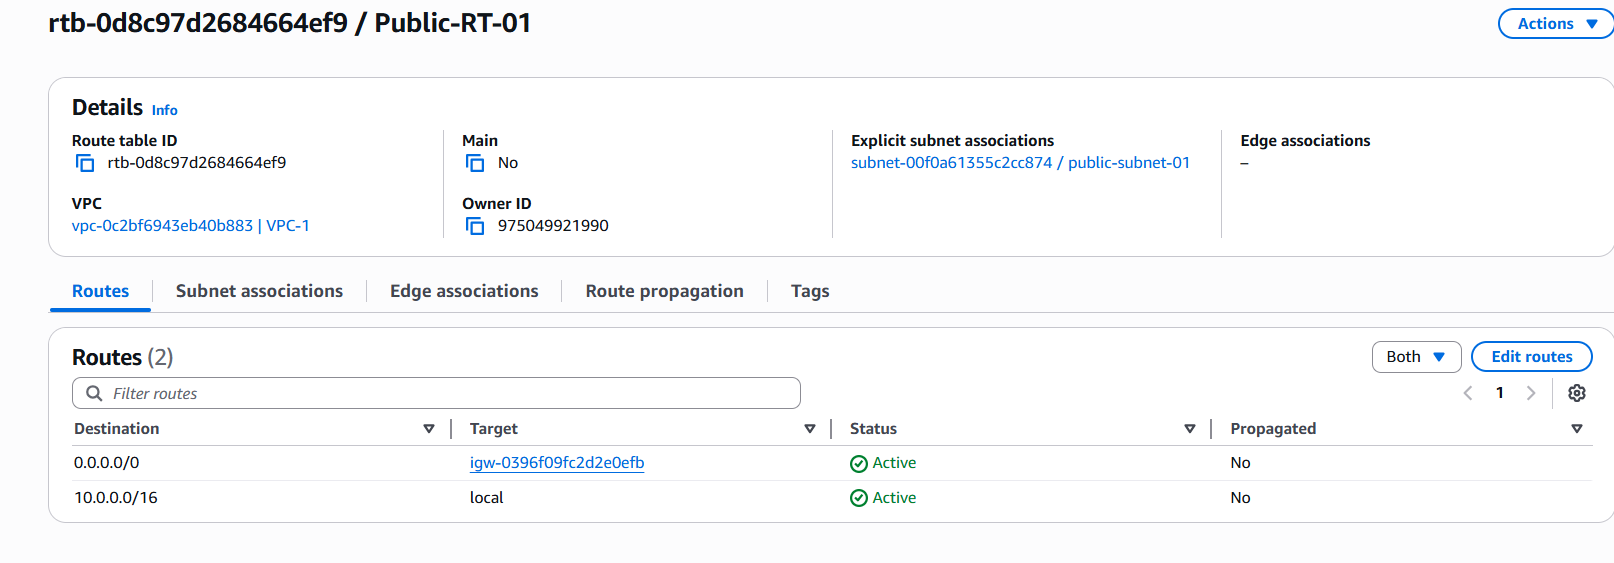 rtb-0d8c97d2684664ef9 / Public-RT-01
Actions
Details Info
Route table ID
rtb-0d8c97d2684664ef9
Main
No
Explicit subnet associations
subnet-00f0a61355c2cc874 / public-subnet-01
Edge associations
–
VPC
vpc-0c2bf6943eb40b883 | VPC-1
Owner ID
975049921990
Routes
Subnet associations
Edge associations
Route propagation
Tags
Routes (2)
Both
Edit routes
Filter routes
1
Destination Target Status Propagated
0.0.0.0/0 igw-0396f09fc2d2e0efb Active No
10.0.0.0/16 local Active No